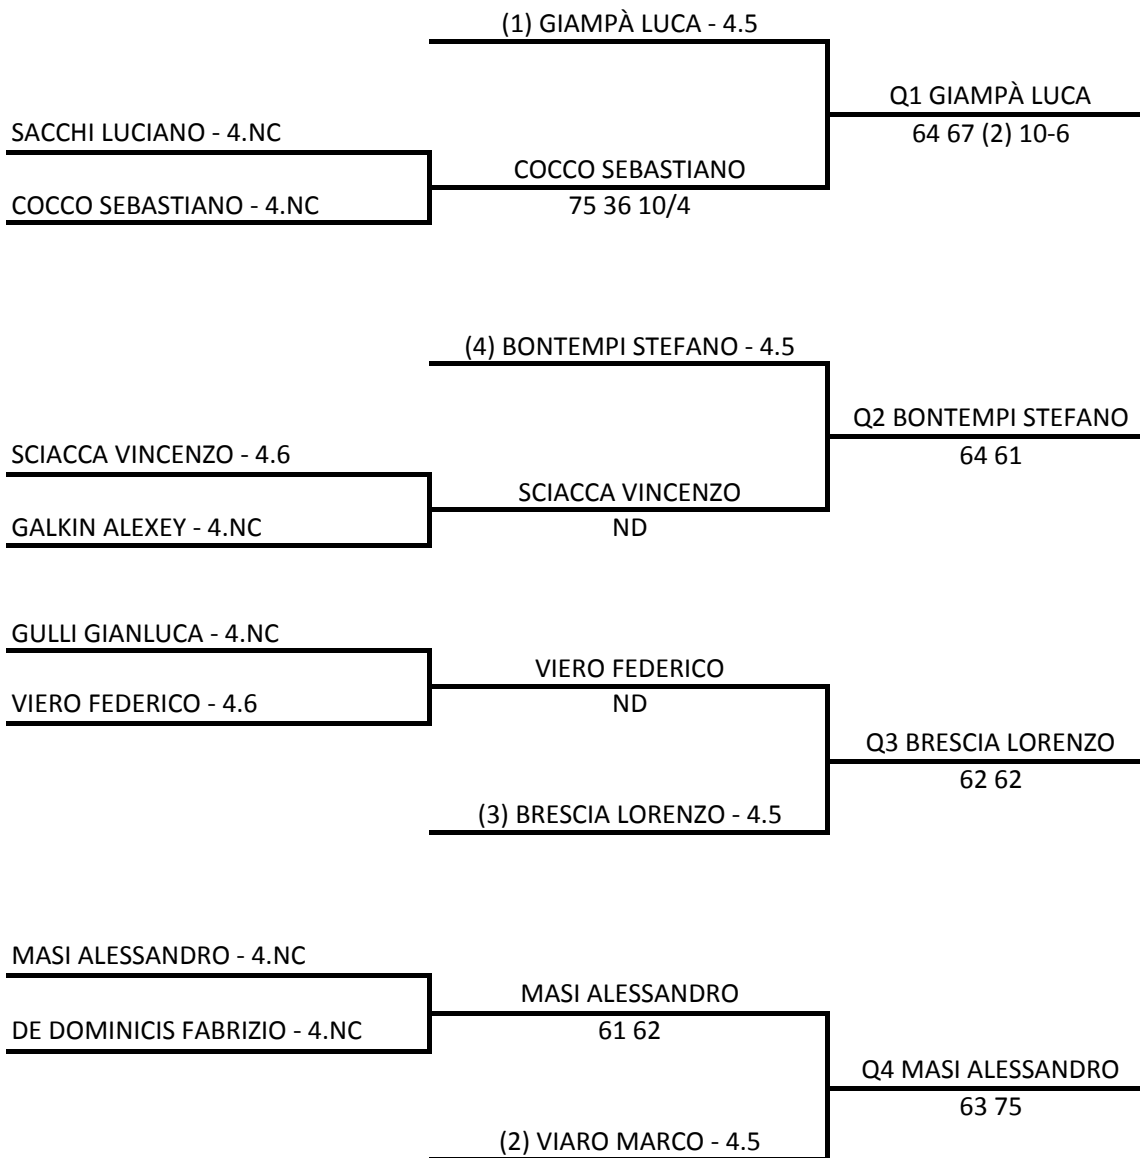 (1) GIAMPÀ LUCA - 4.5
Q1 GIAMPÀ LUCA
SACCHI LUCIANO - 4.NC
64 67 (2) 10-6
COCCO SEBASTIANO
COCCO SEBASTIANO - 4.NC
75 36 10/4
(4) BONTEMPI STEFANO - 4.5
Q2 BONTEMPI STEFANO
SCIACCA VINCENZO - 4.6
64 61
SCIACCA VINCENZO
GALKIN ALEXEY - 4.NC
ND
GULLI GIANLUCA - 4.NC
VIERO FEDERICO
VIERO FEDERICO - 4.6
ND
Q3 BRESCIA LORENZO
62 62
(3) BRESCIA LORENZO - 4.5
MASI ALESSANDRO - 4.NC
MASI ALESSANDRO
DE DOMINICIS FABRIZIO - 4.NC
61 62
Q4 MASI ALESSANDRO
63 75
(2) VIARO MARCO - 4.5